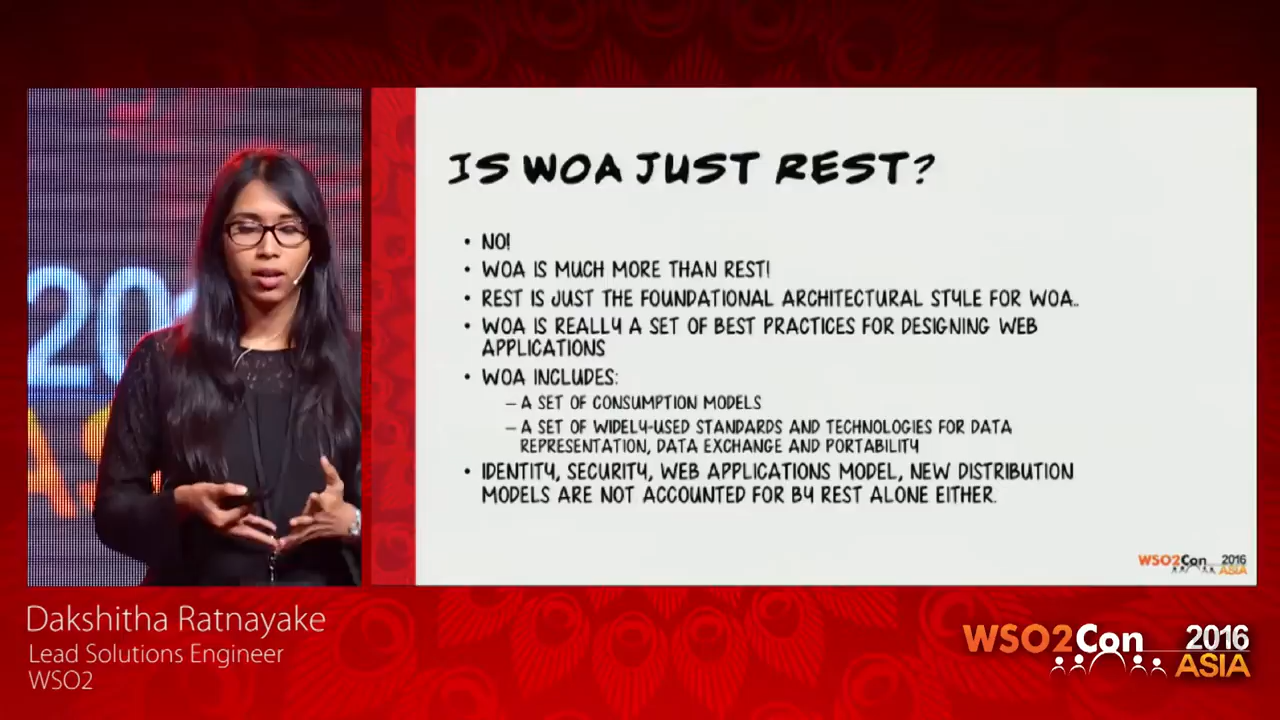 20
AS
IS WOA JUST REST?
• NO!
• WOA IS MUCH MORE THAN REST!
• REST IS JUST THE FOUNDATIONAL ARCHITECTURAL STYLE FOR WOA..
• WOA IS REALLY A SET OF BEST PRACTICES FOR DESIGNING WEB
APPLICATIONS
• WOA INCLUDES:
– A SET OF CONSUMPTION MODELS
– A SET OF WIDELY-USED STANDARDS AND TECHNOLOGIES FOR DATA
REPRESENTATION, DATA EXCHANGE AND PORTABILITY
• IDENTITY, SECURITY, WEB APPLICATIONS MODEL, NEW DISTRIBUTION
MODELS ARE NOT ACCOUNTED FOR BY REST ALONE EITHER.
WSO2Con 2016
ASIA
Dakshitha Ratnayake
Lead Solutions Engineer
WSO2
WSO2Con 2016
ASIA